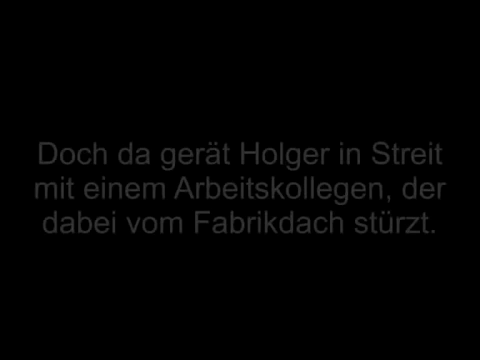 Doch da gerät Holger in Streit
mit einem Arbeitskollegen, der
dabei vom Fabrikdach stürzt.